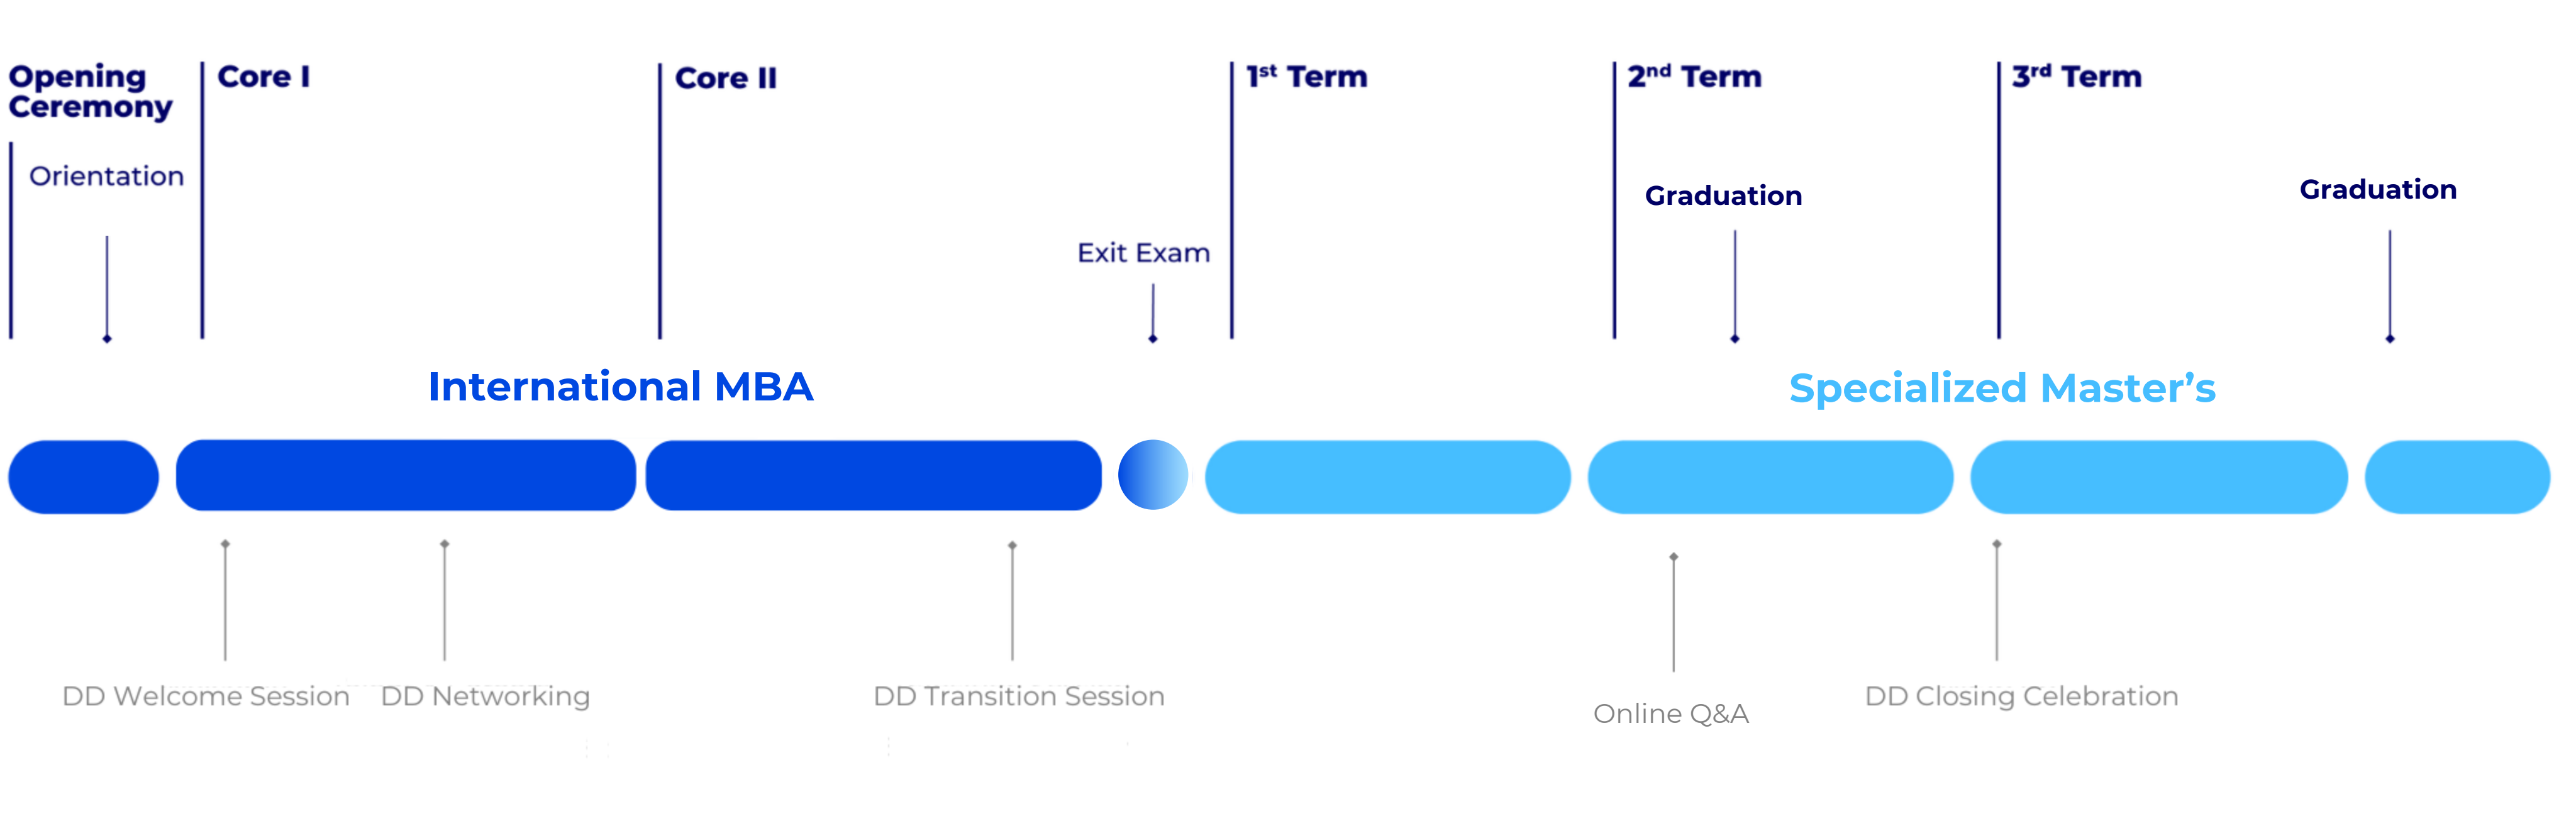 Opening
Ceremony
Core I
Core II
1st Term
2nd Term
3rd Term
Orientation
Graduation
Graduation
Exit Exam
International MBA
Specialized Master’s
DD Welcome Session
DD Networking
DD Transition Session
Online Q&A
DD Closing Celebration